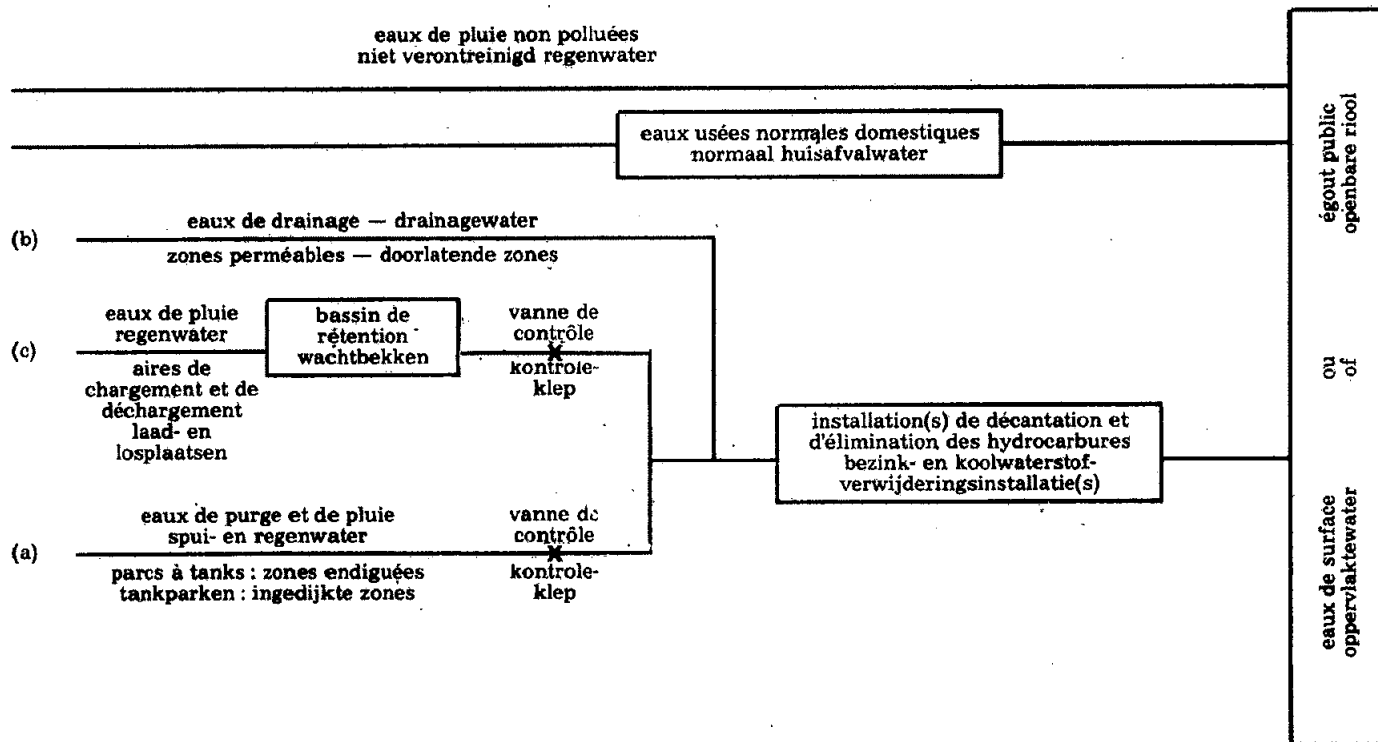 eaux de pluie non polluées
niet verontreinigd regenwater
eaux usées normales domestiques
normaal huisafvalwater
égout public
openbare riool
(b)
eaux de drainage — drainagewater
zones perméables — doorlatende zones
(c)
eaux de pluie
regenwater
aires de
chargement et de
déchargement
laad- en
losplaatsen
bassin de
rétention
wachtbekken
vanne de
contrôle
kontrole-
klep
ou
of
installation(s) de décantation et
d'élimination des hydrocarbures
bezink- en koolwaterstof-
verwijderingsinstallatie(s)
(a)
eaux de purge et de pluie
spui- en regenwater
parcs à tanks : zones endiguées
tankparken : ingedijkte zones
vanne de
contrôle
kontrole-
klep
eaux de surface
oppervlaktewater